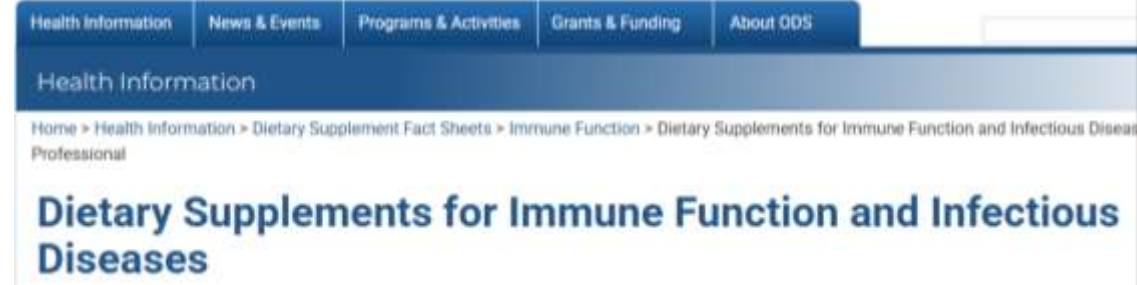 Health Information News & Events Programs & Activities Grants & Funding About ODS
Health Information
Home > Health Information > Dietary Supplement Fact Sheets > Immune Function > Dietary Supplements for Immune Function and Infectious Diseas
Professional
Dietary Supplements for Immune Function and Infectious
Diseases